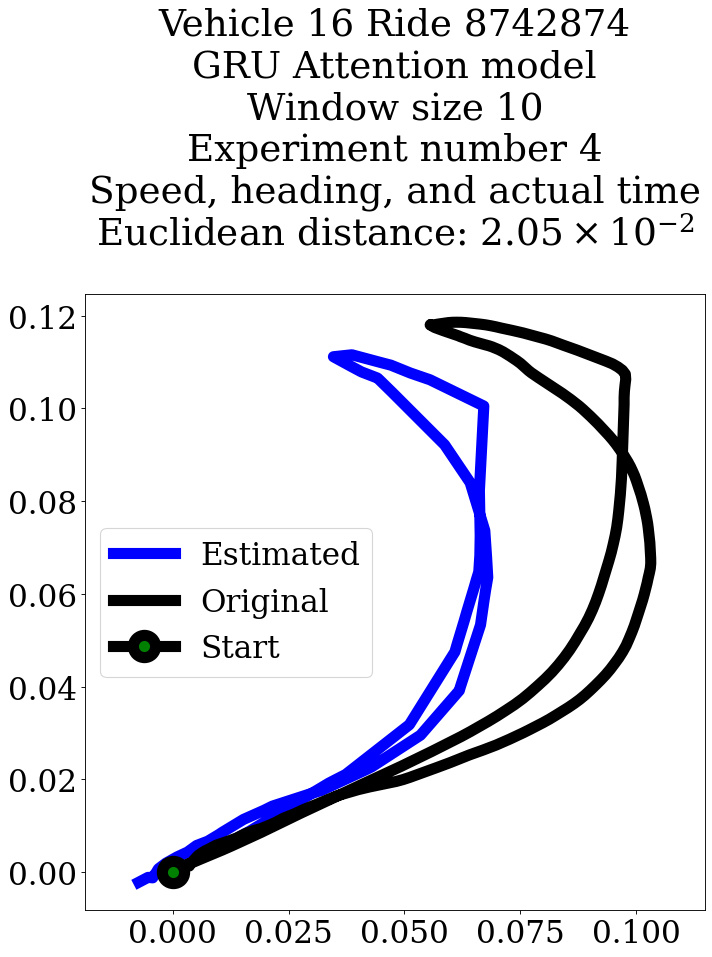 Vehicle 16 Ride 8742874
GRU Attention model
Window size 10
Experiment number 4
Speed, heading, and actual time
Euclidean distance: 2.05 × 10⁻²
0.12
0.10
0.08
0.06
0.04
0.02
0.00
Estimated
Original
Start
0.000 0.025 0.050 0.075 0.100